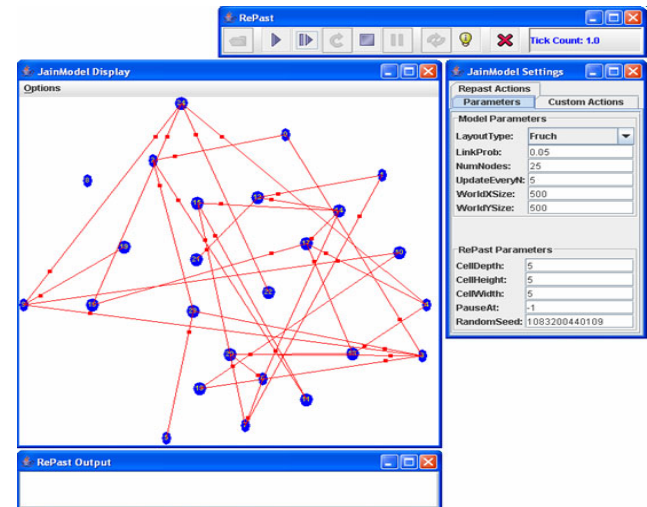 RePast
Tick Count: 1.0
JainModel Display
Options
24
22
RePast Output
JainModel Settings
Repast Actions
Parameters
Custom Actions
Model Parameters
LayoutType: Fruch
LinkProb: 0.05
NumNodes: 25
UpdateEveryN: 5
WorldXSize: 500
WorldYSize: 500
RePast Parameters
CellDepth: 5
CellHeight: 5
CellWidth: 5
PauseAt: -1
RandomSeed: 1083200440109